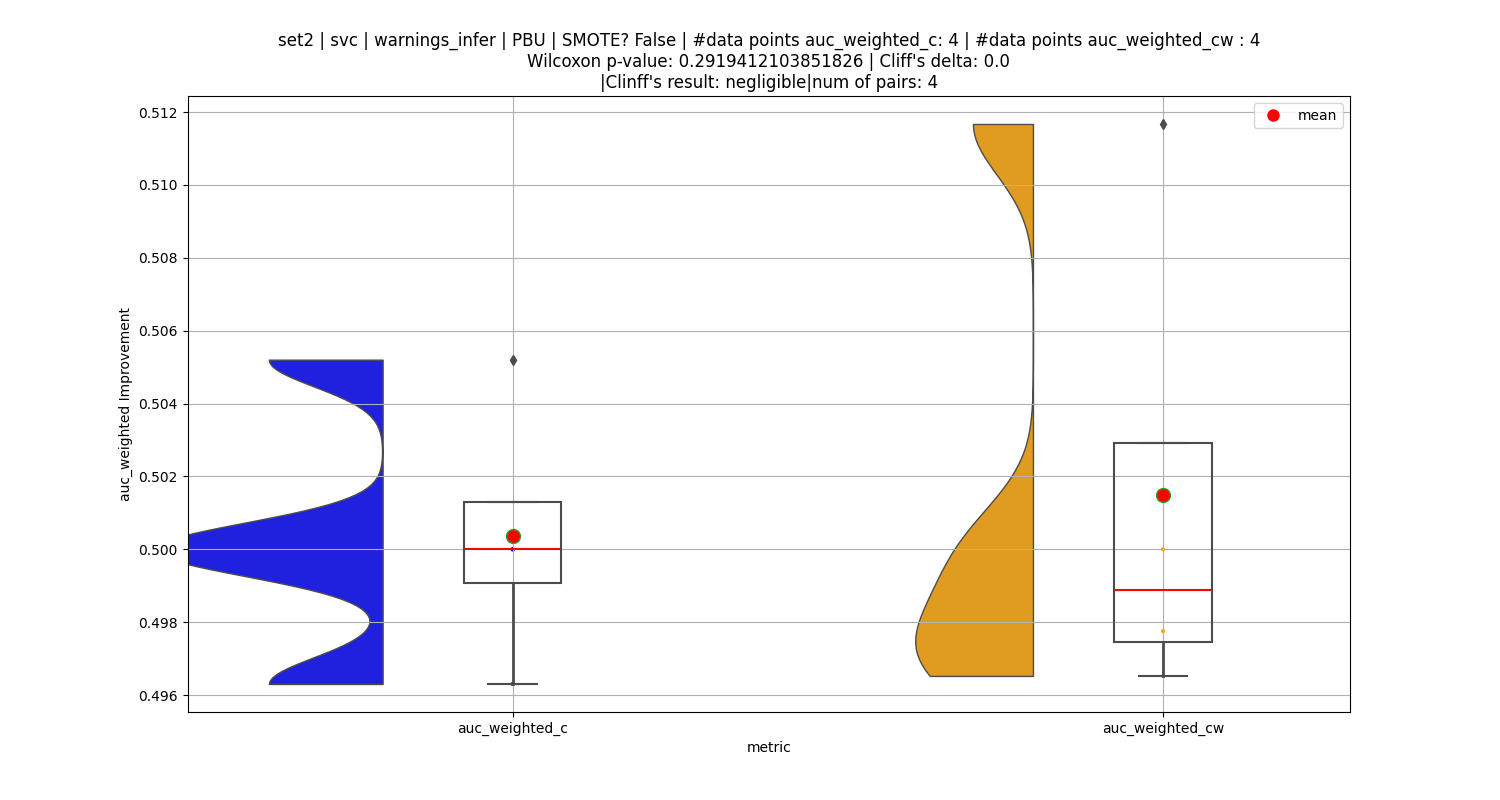 set2 | svc | warnings_infer | PBU | SMOTE? False | #data points auc_weighted_c: 4 | #data points auc_weighted_cw : 4
Wilcoxon p-value: 0.2919412103851826 | Cliff's delta: 0.0
|Clinff's result: negligible|num of pairs: 4
mean
0.512
0.510
0.508
0.506
0.504
0.502
0.500
0.498
0.496
auc_weighted Improvement
auc_weighted_c
auc_weighted_cw
metric